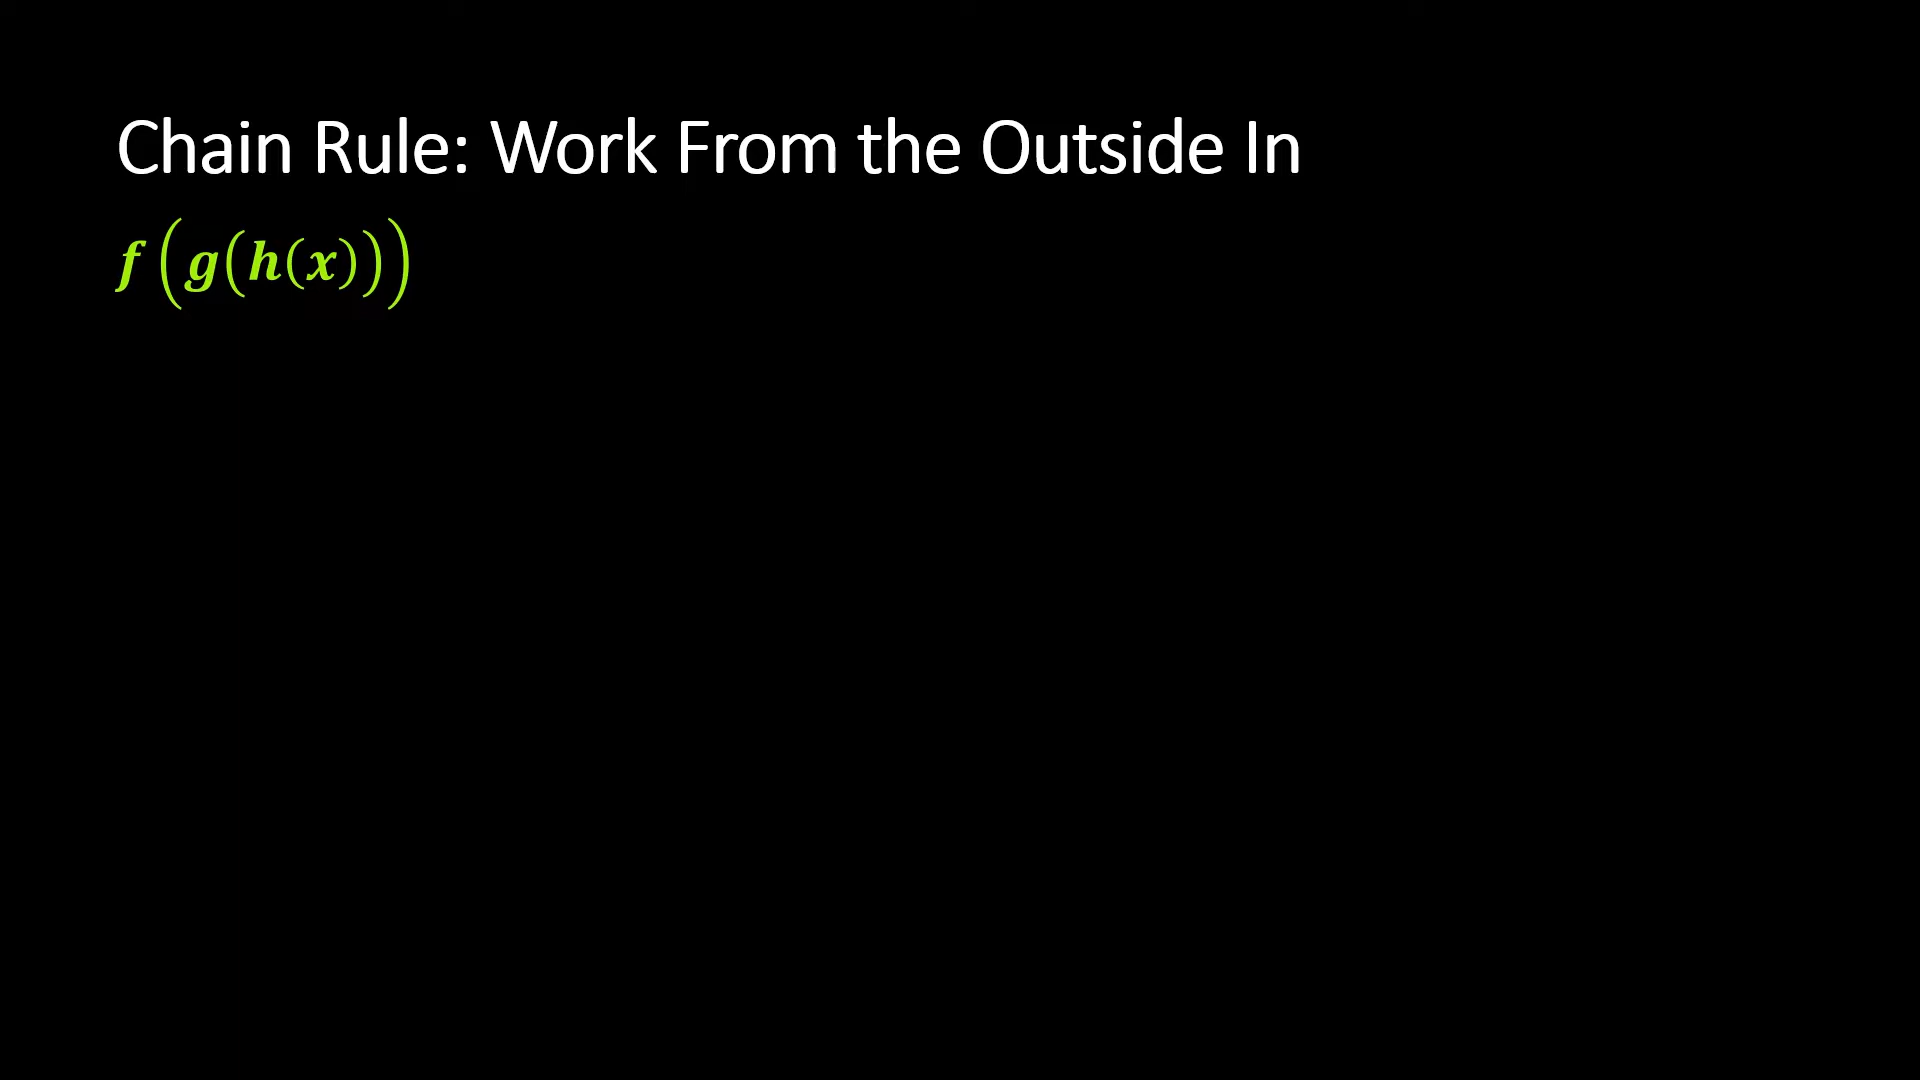 Chain Rule: Work From the Outside In
f(g(h(x)))